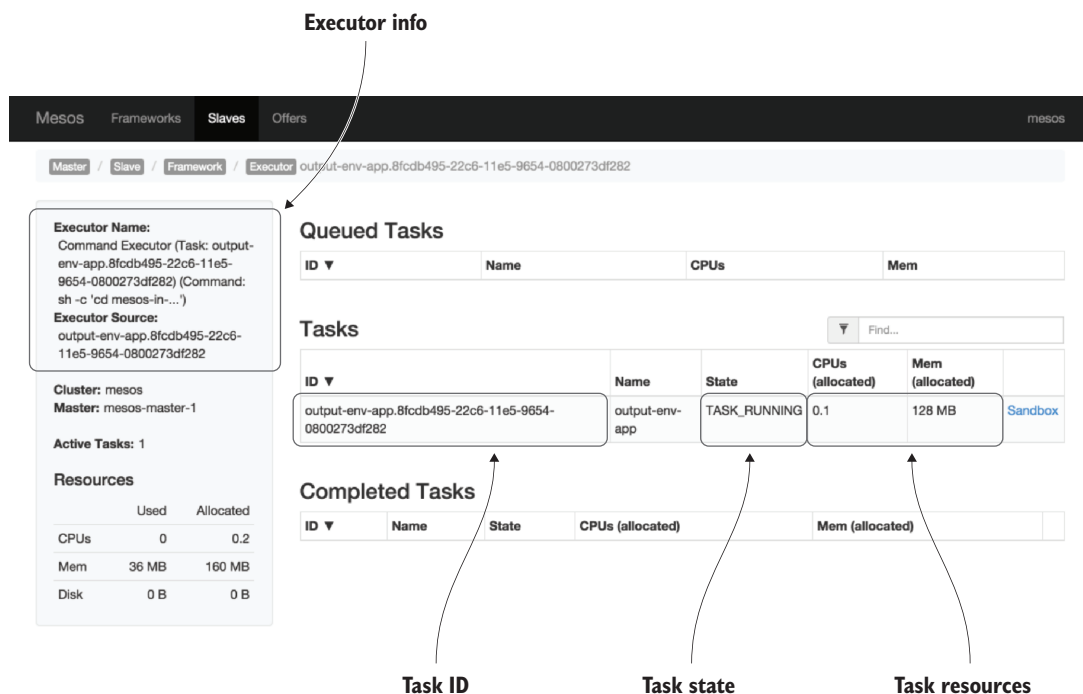 Executor info
Mesos Frameworks Slaves Offers mesos
Master / Slave / Framework / Executor output-env-app.8fcdb495-22c6-11e5-9654-0800273df282
Executor Name:
Command Executor (Task: output-
env-app.8fcdb495-22c6-11e5-
9654-0800273df282) (Command:
sh -c 'cd mesos-in-...')
Executor Source:
output-env-app.8fcdb495-22c6-
11e5-9654-0800273df282
Cluster: mesos
Master: mesos-master-1
Active Tasks: 1
Resources
Used Allocated
CPUs 0 0.2
Mem 36 MB 160 MB
Disk 0 B 0 B
Queued Tasks
ID ▼ Name CPUs Mem
Tasks
Find...
ID ▼ Name State CPUs (allocated) Mem (allocated)
output-env-app.8fcdb495-22c6-11e5-9654-
0800273df282
output-env-
app
TASK_RUNNING 0.1 128 MB Sandbox
Completed Tasks
ID ▼ Name State CPUs (allocated) Mem (allocated)
Task ID Task state Task resources